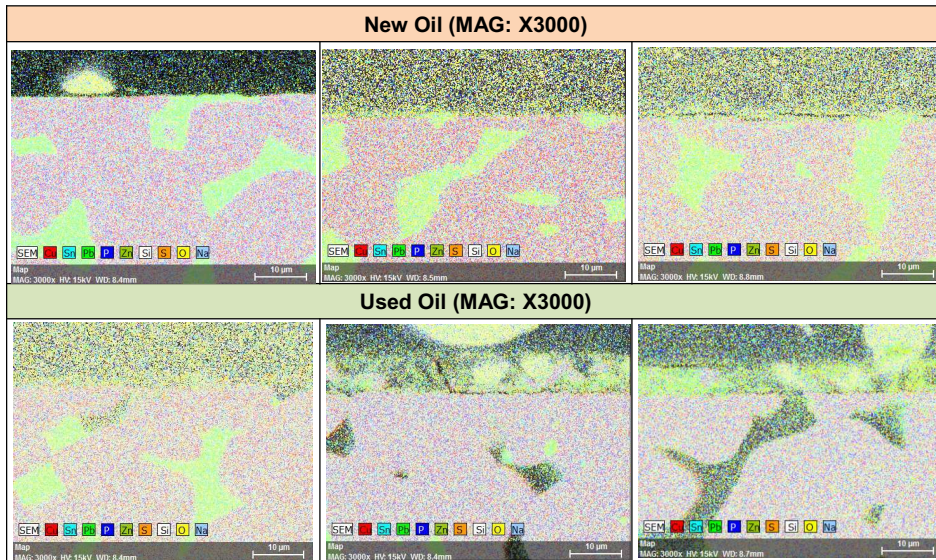 New Oil (MAG: X3000)
SEM Cu Sn Pb P Zn Si S O Na
Map
MAG: 3000x HV: 15kV WD: 8.4mm
10 µm
SEM Cu Sn Pb P Zn S Si O Na
Map
MAG: 3000x HV: 15kV WD: 8.5mm
10 µm
SEM Cu Sn Pb P Zn Si S O Na
Map
MAG: 3000x HV: 15kV WD: 8.8mm
10 µm
Used Oil (MAG: X3000)
SEM Cu Sn Pb P Zn S Si O Na
Map
MAG: 3000x HV: 15kV WD: 8.4mm
10 µm
SEM Cu Sn Pb P Zn S Si O Na
Map
MAG: 3000x HV: 15kV WD: 8.4mm
10 µm
SEM Cu Sn Pb P Zn S Si O Na
Map
MAG: 3000x HV: 15kV WD: 8.7mm
10 µm